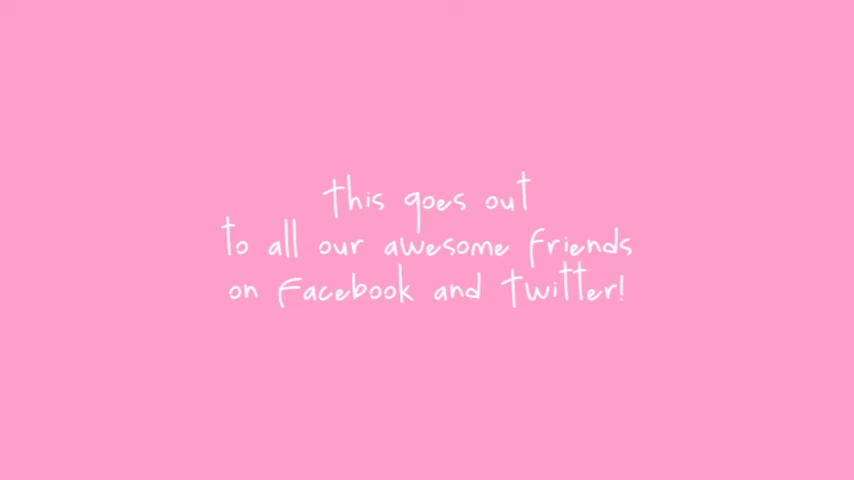 this goes out
to all our awesome friends
on Facebook and twitter!